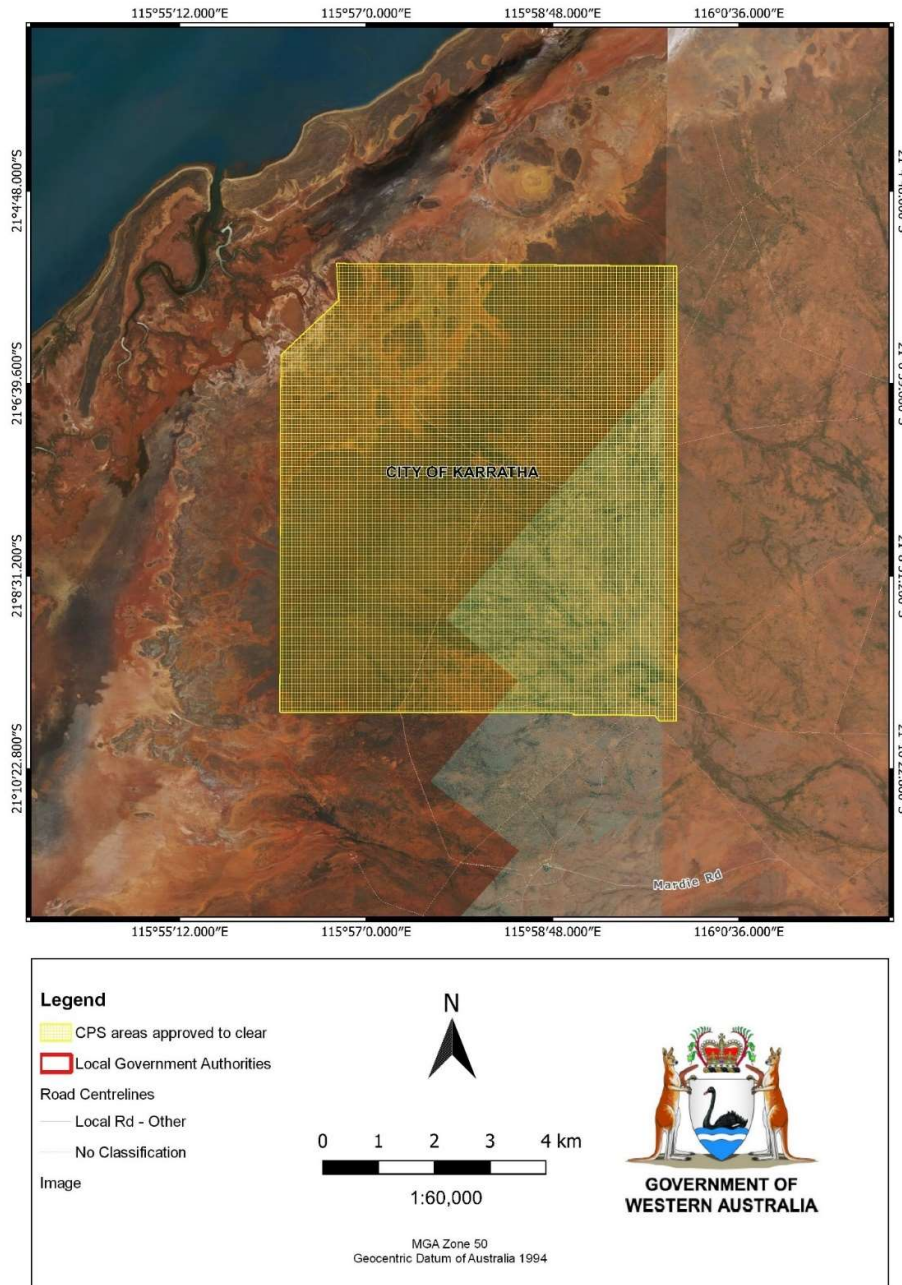 115°55'12.000"E 115°57'0.000"E 115°58'48.000"E 116°0'36.000"E
21°4'48.000"S
21°6'39.600"S
21°8'31.200"S
21°10'22.800"S
CITY OF KARRATHA
Mardie Rd
115°55'12.000"E 115°57'0.000"E 115°58'48.000"E 116°0'36.000"E
Legend
CPS areas approved to clear
Local Government Authorities
Road Centrelines
Local Rd - Other
No Classification
Image
N
0 1 2 3 4 km
1:60,000
MGA Zone 50
Geocentric Datum of Australia 1994
GOVERNMENT OF
WESTERN AUSTRALIA